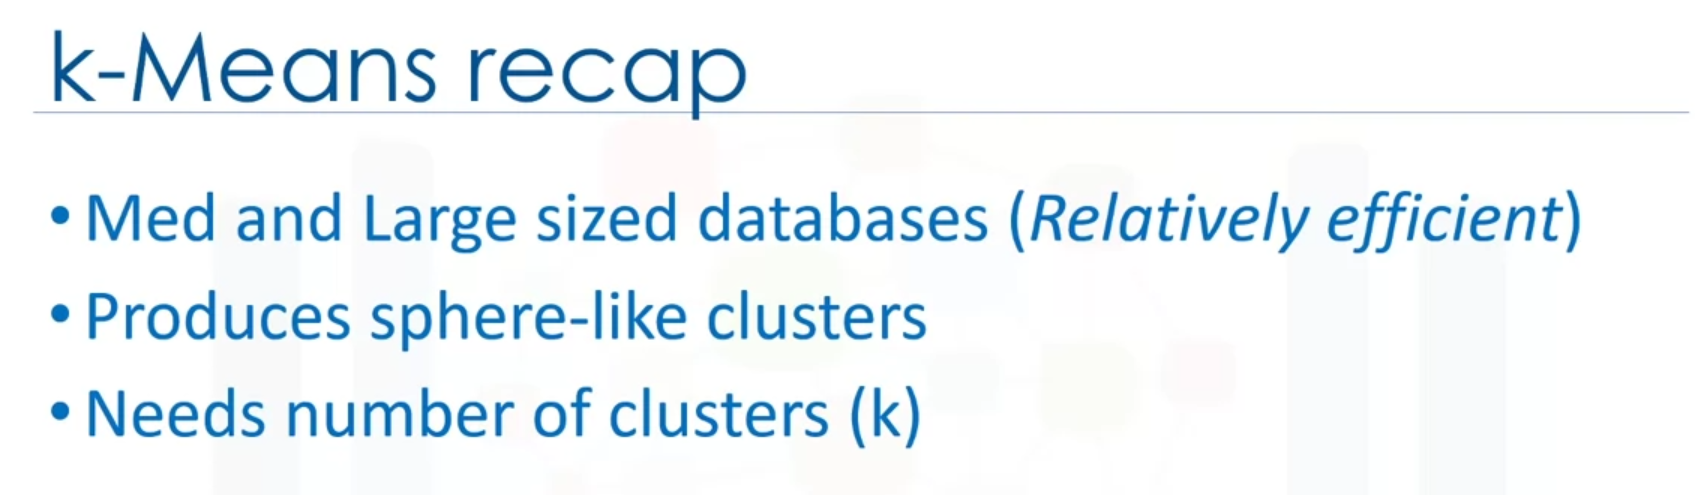 k-Means recap
• Med and Large sized databases (Relatively efficient)
• Produces sphere-like clusters
• Needs number of clusters (k)